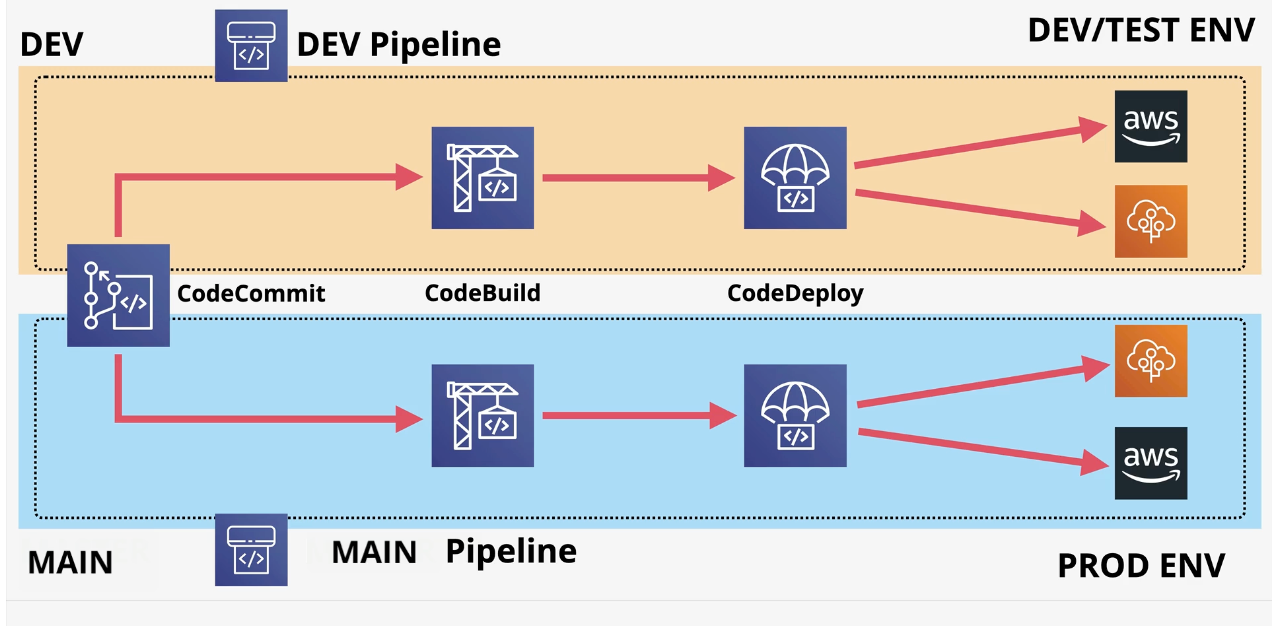 DEV
DEV Pipeline
DEV/TEST ENV
aws
</>
</>
</>
</>
CodeCommit
CodeBuild
CodeDeploy
</>
</>
aws
</>
MAIN
MAIN Pipeline
PROD ENV